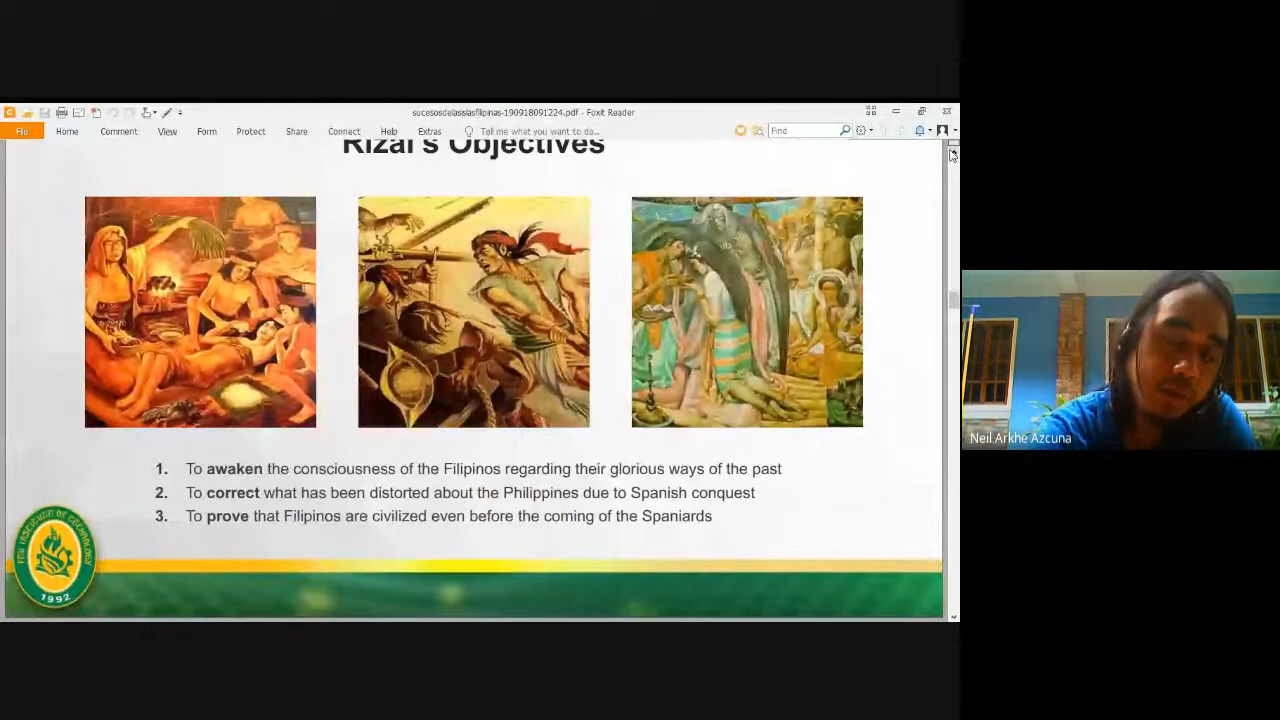 sucesosdelasislasfilipinas-190918091224.pdf - Foxit Reader
File Home Comment View Form Protect Share Connect Help Extras Tell me what you want to do.. Find
Rizal's Objectives
1. To awaken the consciousness of the Filipinos regarding their glorious ways of the past
2. To correct what has been distorted about the Philippines due to Spanish conquest
3. To prove that Filipinos are civilized even before the coming of the Spaniards
INSTITUTE OF TECHNOLOGY
1992
Neil Arkhe Azcuna